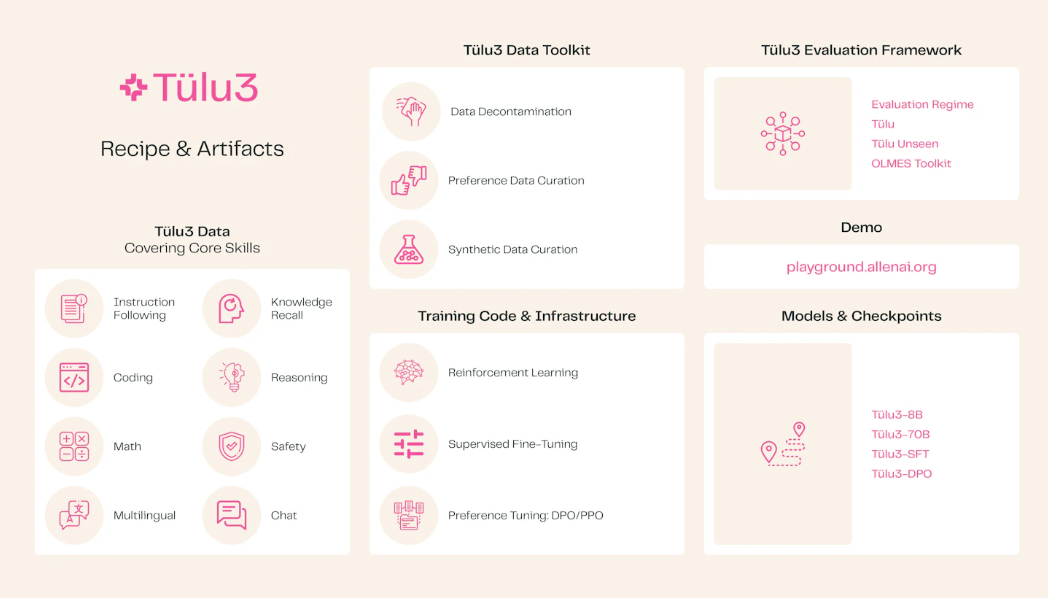 Tülu3
Recipe & Artifacts
Tülu3 Data
Covering Core Skills
Instruction
Following
Knowledge
Recall
Coding
Reasoning
Math
Safety
Multilingual
Chat
Tülu3 Data Toolkit
Data Decontamination
Preference Data Curation
Synthetic Data Curation
Training Code & Infrastructure
Reinforcement Learning
Supervised Fine-Tuning
Preference Tuning: DPO/PPO
Tülu3 Evaluation Framework
Evaluation Regime
Tülu
Tülu Unseen
OLMES Toolkit
Demo
playground.allenai.org
Models & Checkpoints
Tülu3-8B
Tülu3-70B
Tülu3-SFT
Tülu3-DPO